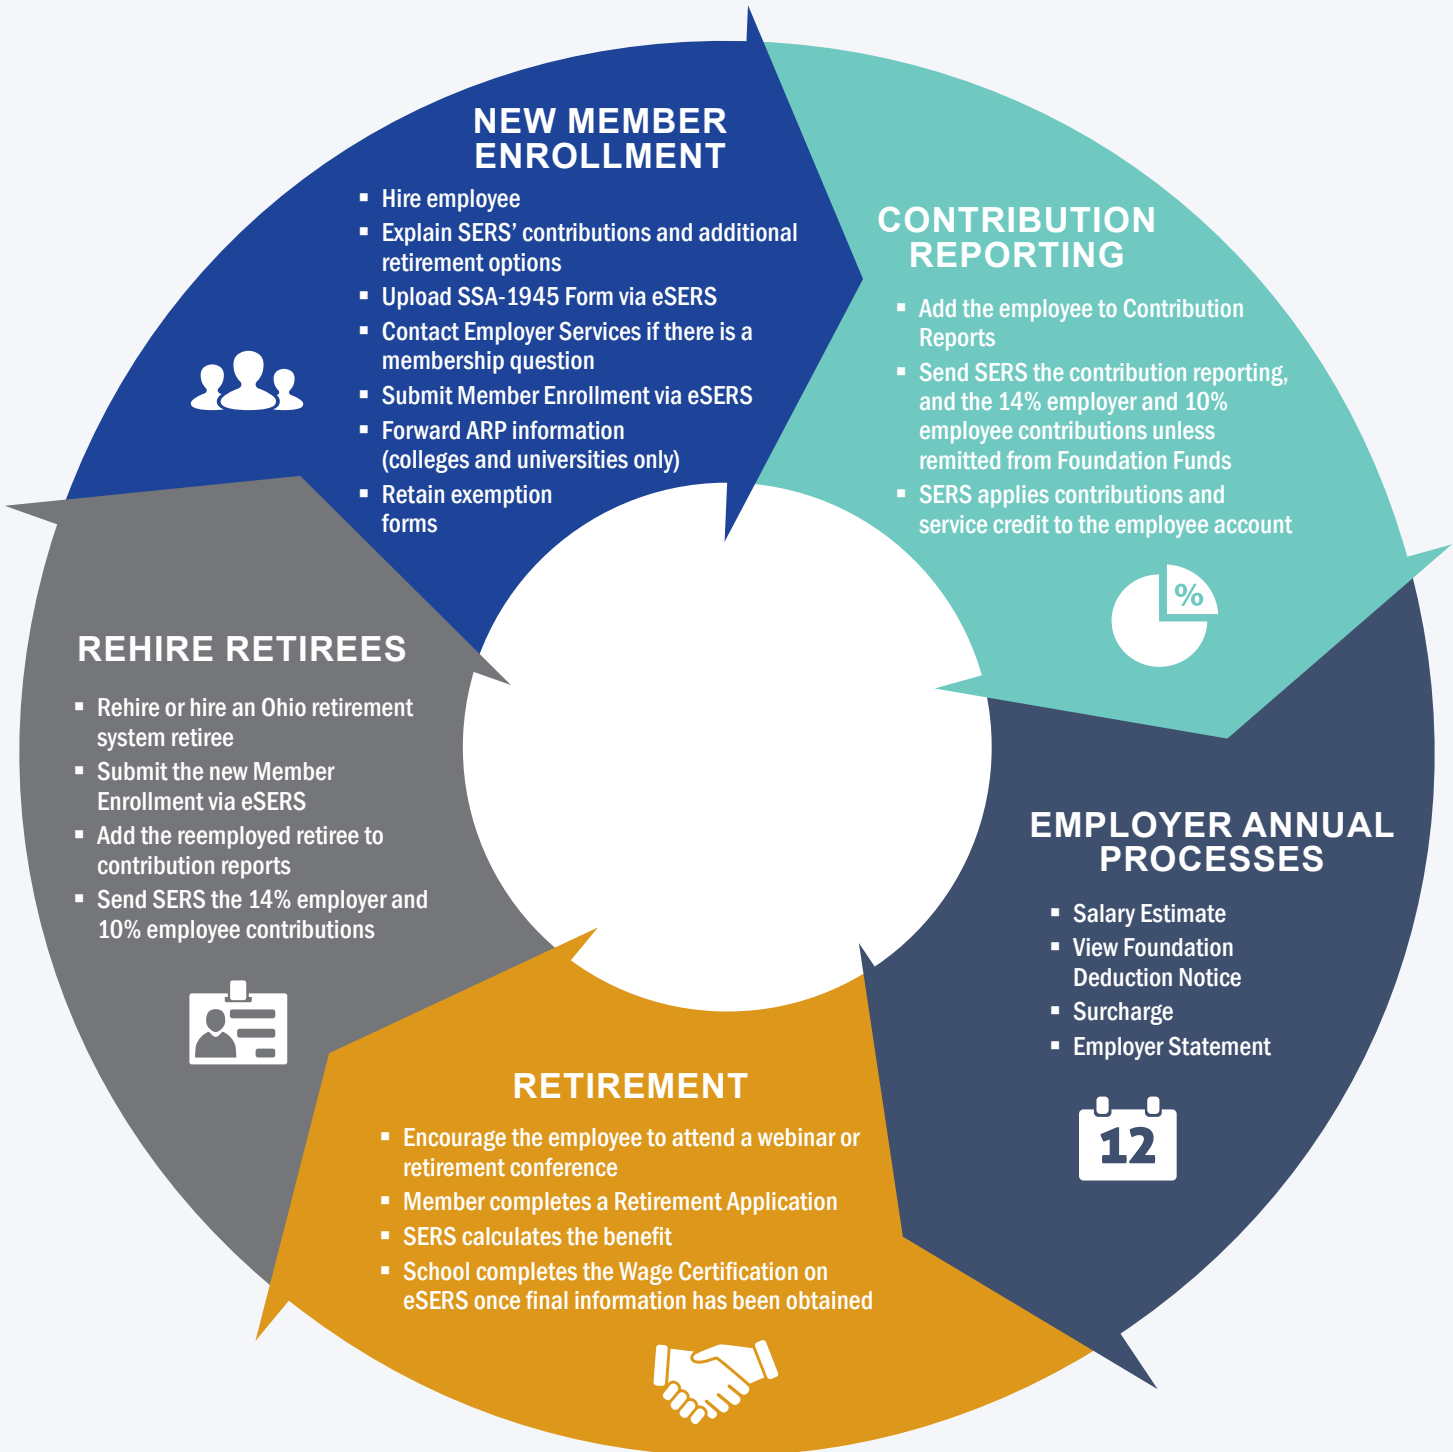 NEW MEMBER
ENROLLMENT
▪ Hire employee
▪ Explain SERS’ contributions and additional
retirement options
▪ Upload SSA-1945 Form via eSERS
▪ Contact Employer Services if there is a
membership question
▪ Submit Member Enrollment via eSERS
▪ Forward ARP information
(colleges and universities only)
▪ Retain exemption
forms
CONTRIBUTION
REPORTING
▪ Add the employee to Contribution
Reports
▪ Send SERS the contribution reporting,
and the 14% employer and 10%
employee contributions unless
remitted from Foundation Funds
▪ SERS applies contributions and
service credit to the employee account
%
EMPLOYER ANNUAL
PROCESSES
▪ Salary Estimate
▪ View Foundation
Deduction Notice
▪ Surcharge
▪ Employer Statement
12
RETIREMENT
▪ Encourage the employee to attend a webinar or
retirement conference
▪ Member completes a Retirement Application
▪ SERS calculates the benefit
▪ School completes the Wage Certification on
eSERS once final information has been obtained
REHIRE RETIREES
▪ Rehire or hire an Ohio retirement
system retiree
▪ Submit the new Member
Enrollment via eSERS
▪ Add the reemployed retiree to
contribution reports
▪ Send SERS the 14% employer and
10% employee contributions